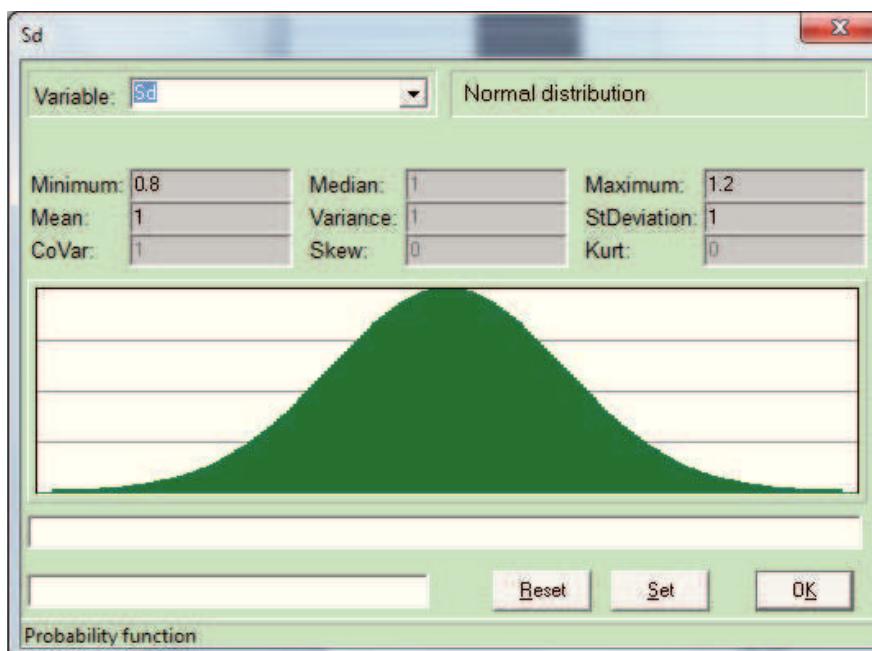 Sd
Variable: Sd Normal distribution
Minimum: 0.8 Median: 1 Maximum: 1.2
Mean: 1 Variance: 1 StDeviation: 1
CoVar: 1 Skew: 0 Kurt: 0
Reset Set OK
Probability function